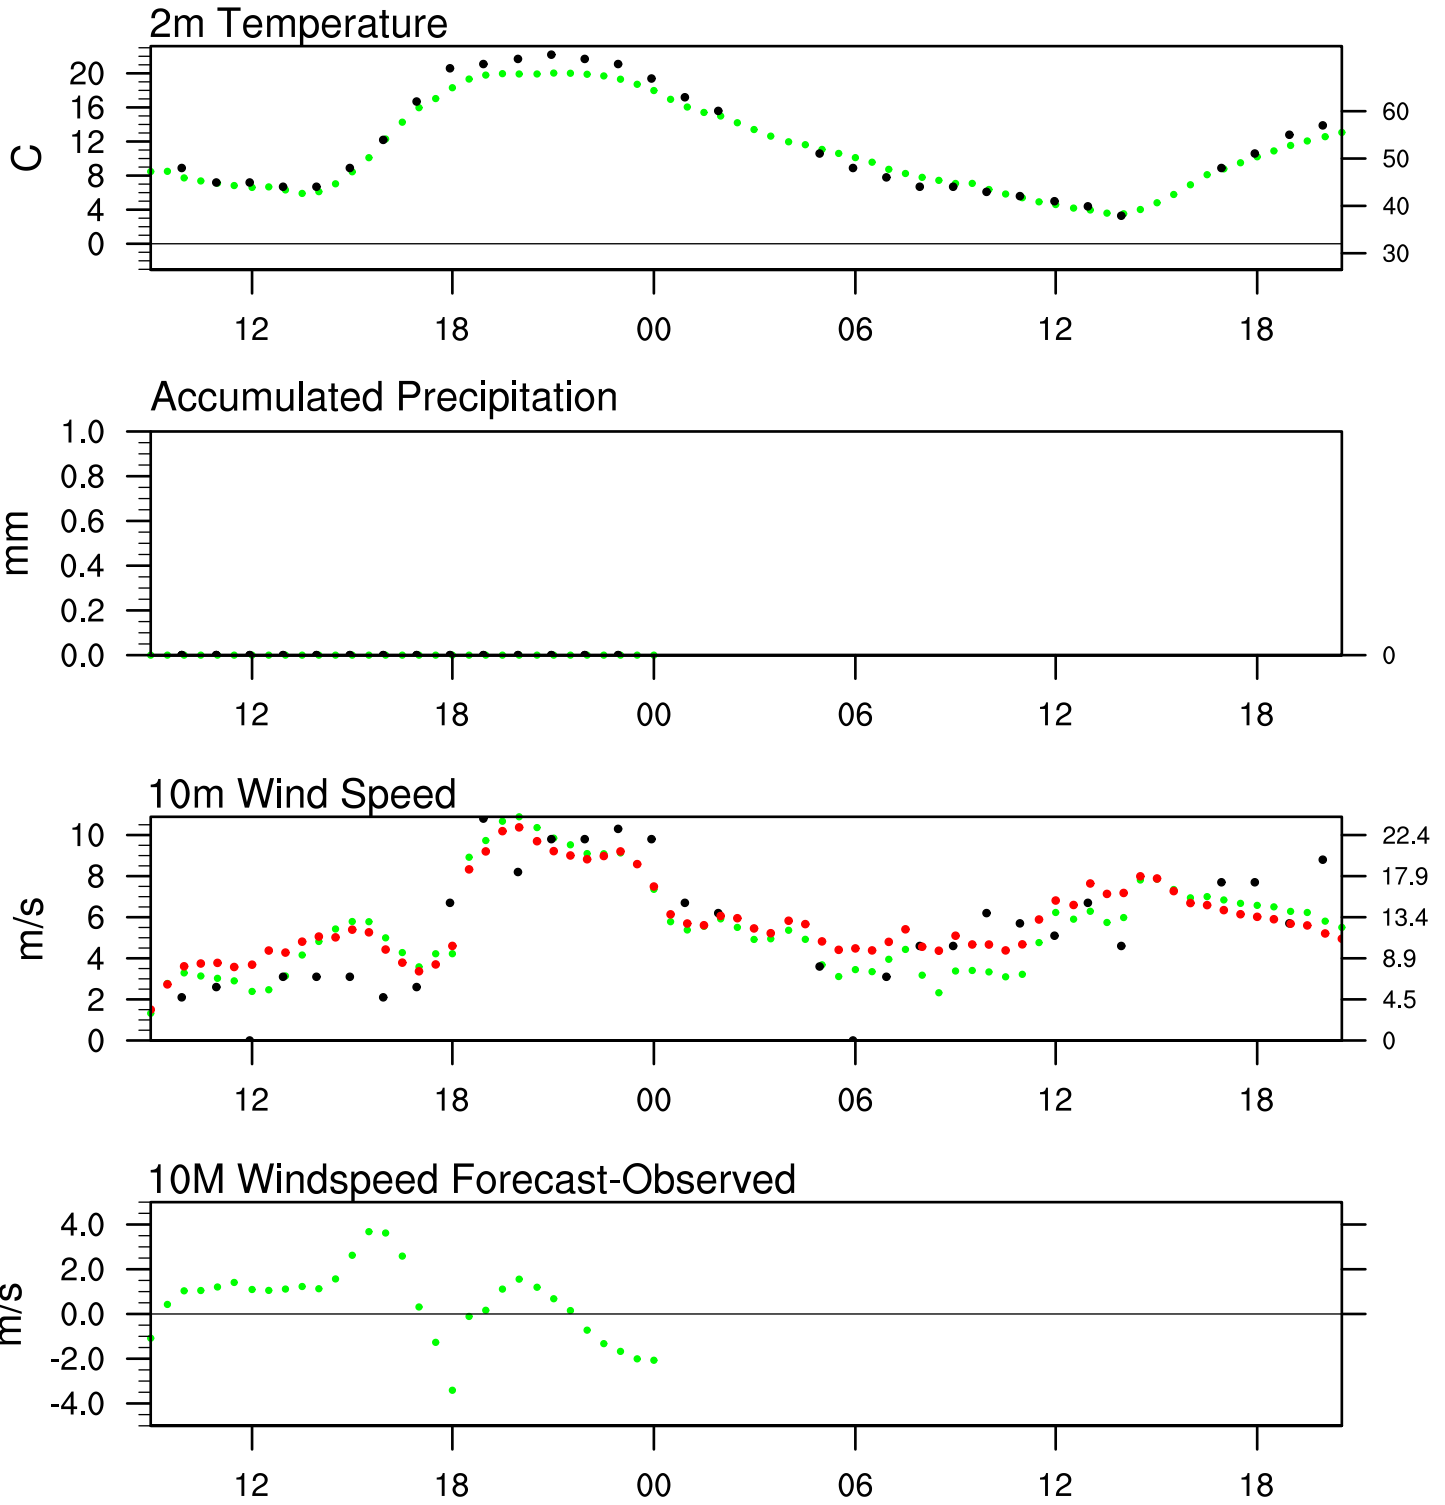 2m Temperature
20
16
12
8
4
0
C
60
50
40
30
12 18 00 06 12 18
Accumulated Precipitation
1.0
0.8
0.6
0.4
0.2
0.0
mm
0
12 18 00 06 12 18
10m Wind Speed
10
8
6
4
2
0
m/s
22.4
17.9
13.4
8.9
4.5
0
12 18 00 06 12 18
10M Windspeed Forecast-Observed
4.0
2.0
0.0
-2.0
-4.0
m/s
12 18 00 06 12 18